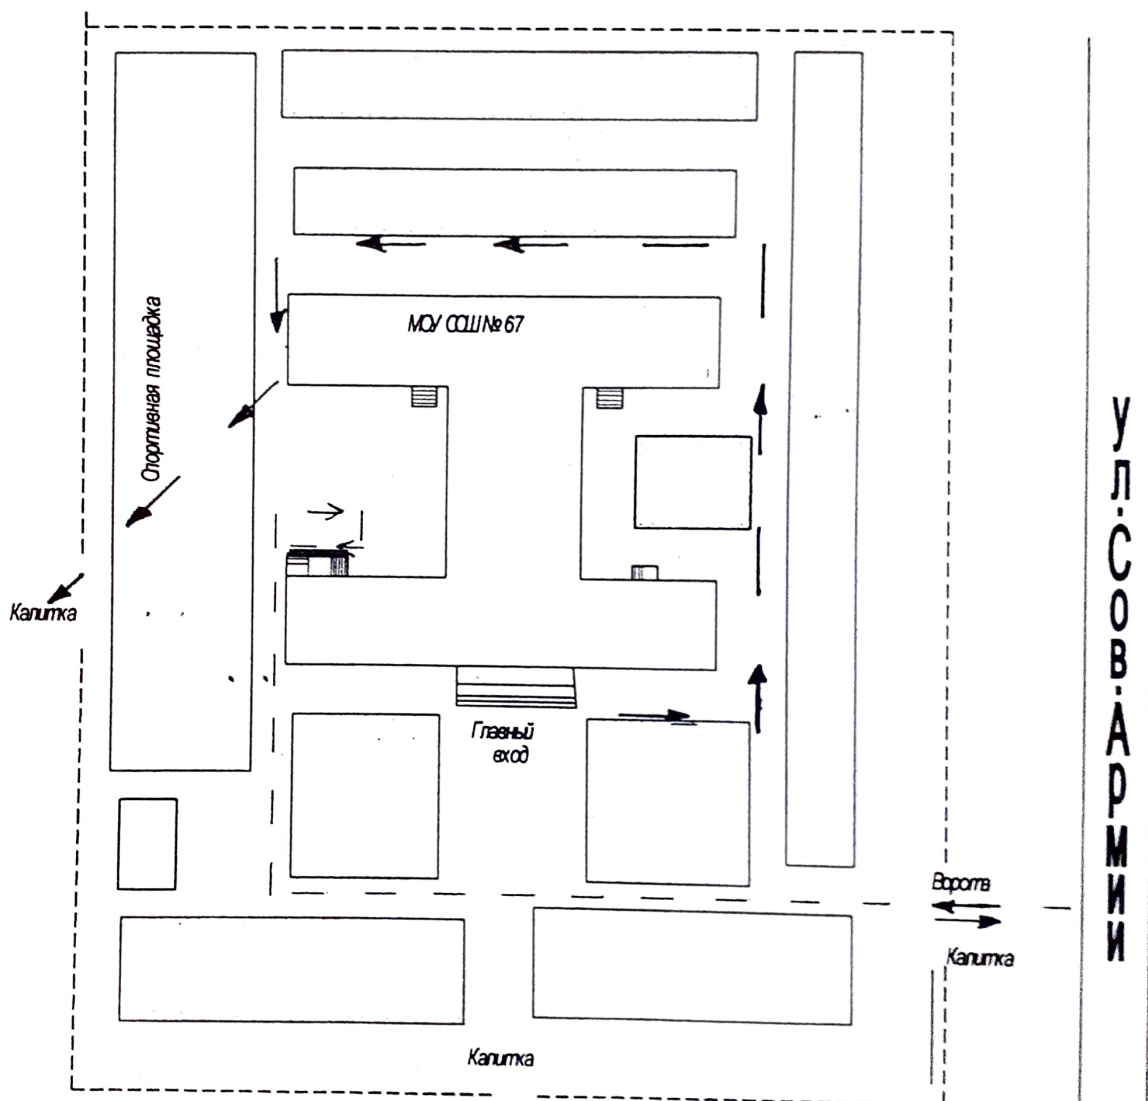 МОУ СОШ № 67
Спортивная площадка
Калитка
Главный
вход
Ворота
Калитка
Калитка
УЛ. СОВ. АРМИИ